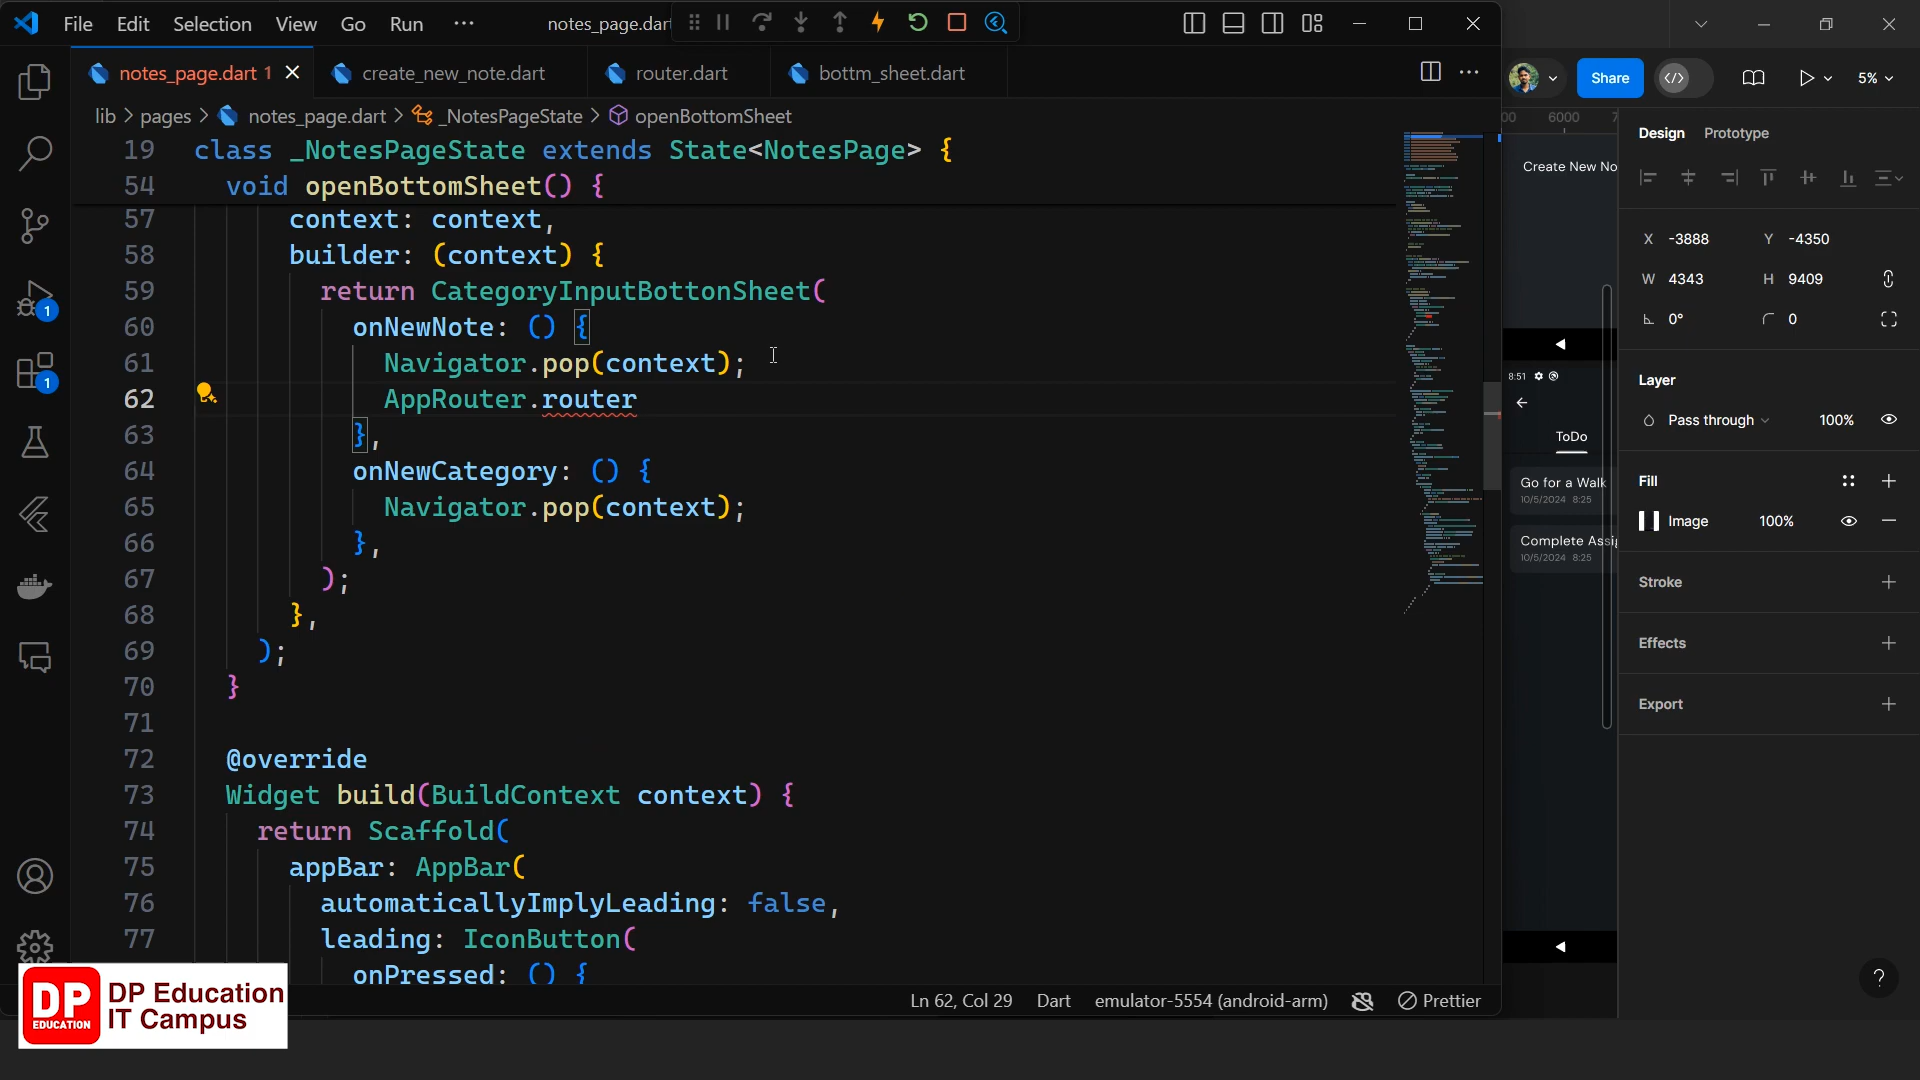 File Edit Selection View Go Run ··· notes_page.dart
notes_page.dart 1 create_new_note.dart router.dart bottm_sheet.dart
lib > pages > notes_page.dart > _NotesPageState > openBottomSheet
19 class _NotesPageState extends State<NotesPage> {
54 void openBottomSheet() {
57 context: context,
58 builder: (context) {
59 return CategoryInputBottonSheet(
60 onNewNote: () {
61 Navigator.pop(context);
62 AppRouter.router
63 },
64 onNewCategory: () {
65 Navigator.pop(context);
66 },
67 );
68 },
69 );
70 }
71
72 @override
73 Widget build(BuildContext context) {
74 return Scaffold(
75 appBar: AppBar(
76 automaticallyImplyLeading: false,
77 leading: IconButton(
onPressed: () {
1
1
Ln 62, Col 29 Dart emulator-5554 (android-arm) Prettier
DP EDUCATION
DP Education
IT Campus
Share 5%
6000
Create New No
8:51
ToDo
Go for a Walk
10/5/2024 8:25
Complete Assi
10/5/2024 8:25
Design Prototype
X -3888 Y -4350
W 4343 H 9409
0° 0
Layer
Pass through 100%
Fill
Image 100%
Stroke
Effects
Export
?